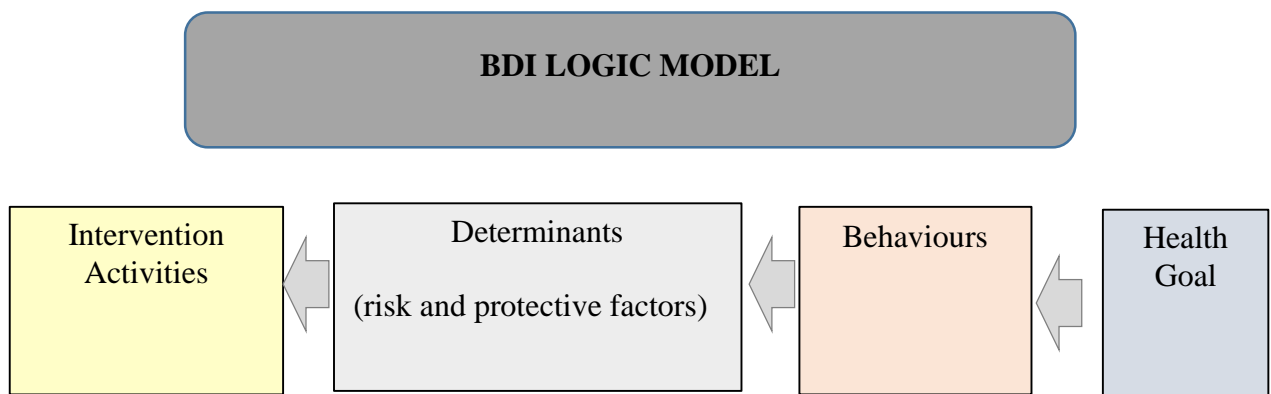 BDI LOGIC MODEL
Intervention
Activities
Determinants
(risk and protective factors)
Behaviours
Health
Goal